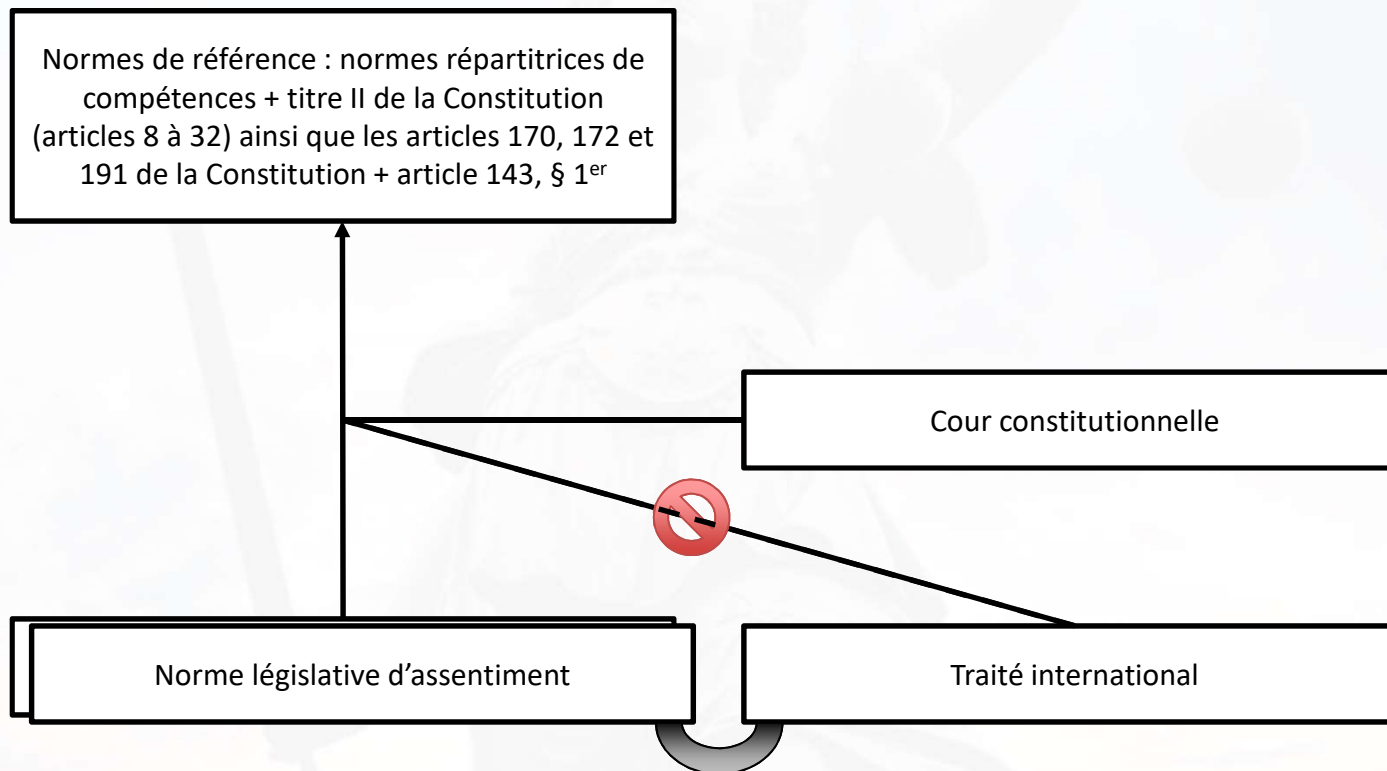 Normes de référence : normes répartitrices de
compétences + titre II de la Constitution
(articles 8 à 32) ainsi que les articles 170, 172 et
191 de la Constitution + article 143, § 1er
Cour constitutionnelle
Norme législative d’assentiment
Traité international